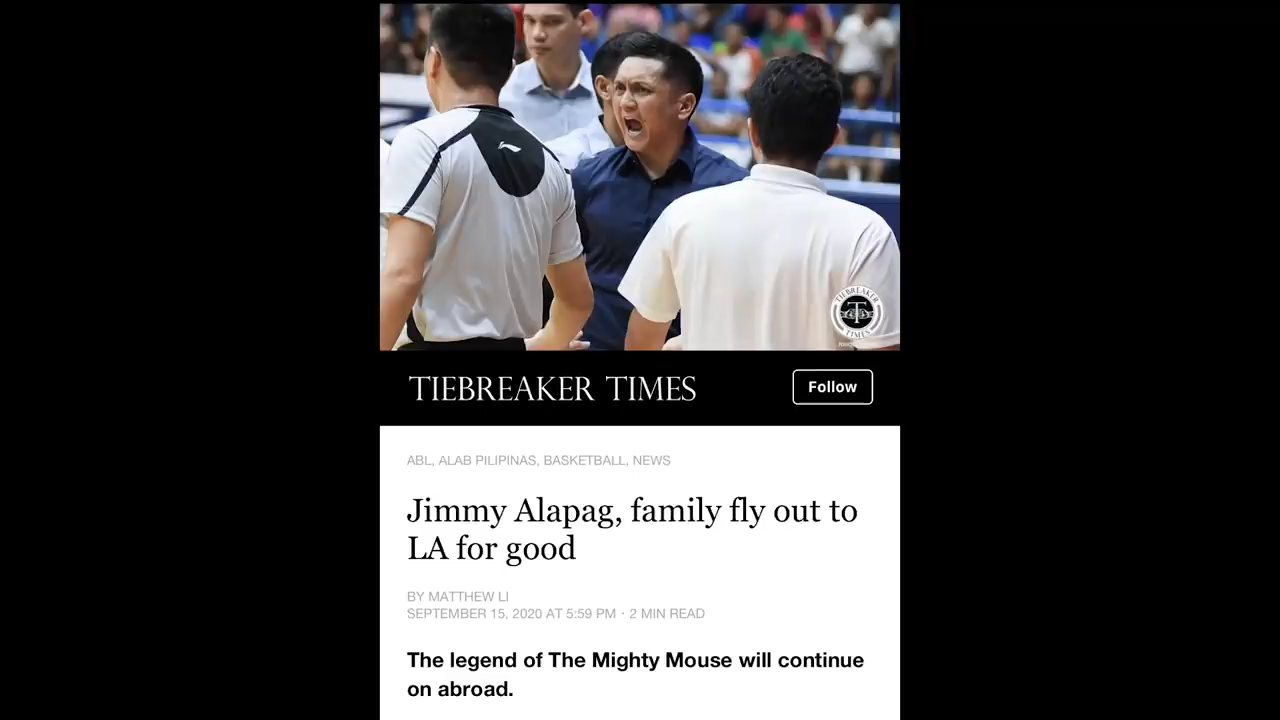 TIEBREAKER
T
TIMES
TIEBREAKER TIMES
Follow
ABL, ALAB PILIPINAS, BASKETBALL, NEWS
Jimmy Alapag, family fly out to
LA for good
BY MATTHEW LI
SEPTEMBER 15, 2020 AT 5:59 PM · 2 MIN READ
The legend of The Mighty Mouse will continue
on abroad.